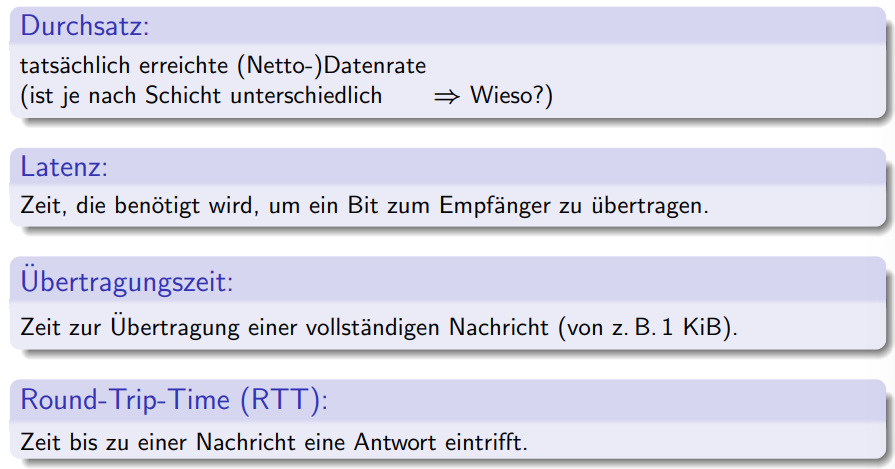 Durchsatz:
tatsächlich erreichte (Netto-)Datenrate
(ist je nach Schicht unterschiedlich ⇒ Wieso?)
Latenz:
Zeit, die benötigt wird, um ein Bit zum Empfänger zu übertragen.
Übertragungszeit:
Zeit zur Übertragung einer vollständigen Nachricht (von z. B. 1 KiB).
Round-Trip-Time (RTT):
Zeit bis zu einer Nachricht eine Antwort eintrifft.